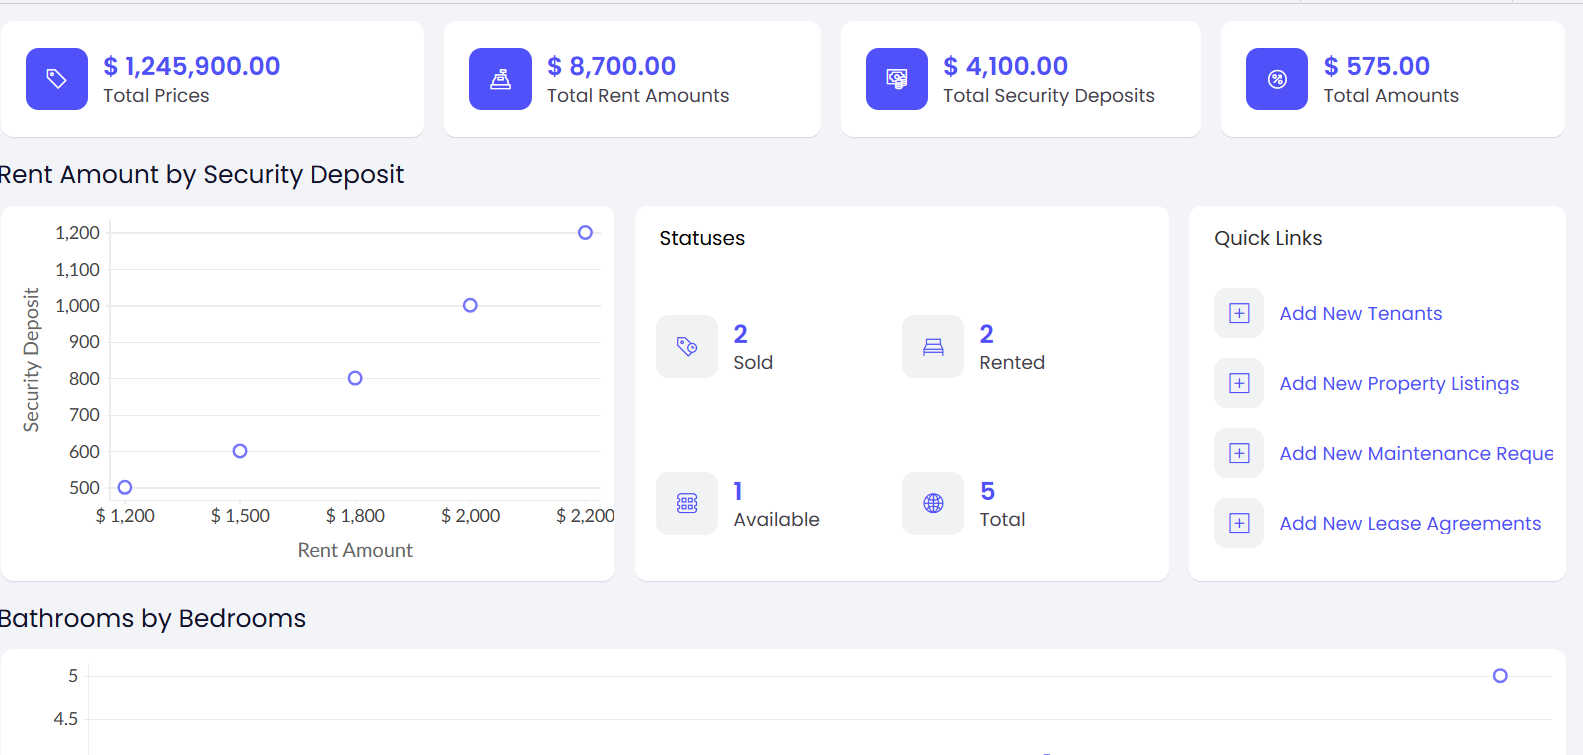 $ 1,245,900.00
Total Prices
$ 8,700.00
Total Rent Amounts
$ 4,100.00
Total Security Deposits
$ 575.00
Total Amounts
Rent Amount by Security Deposit
1,200
1,100
1,000
900
800
700
600
500
Security Deposit
$ 1,200
$ 1,500
$ 1,800
$ 2,000
$ 2,200
Rent Amount
Statuses
2
Sold
2
Rented
1
Available
5
Total
Quick Links
Add New Tenants
Add New Property Listings
Add New Maintenance Reque
Add New Lease Agreements
Bathrooms by Bedrooms
5
4.5